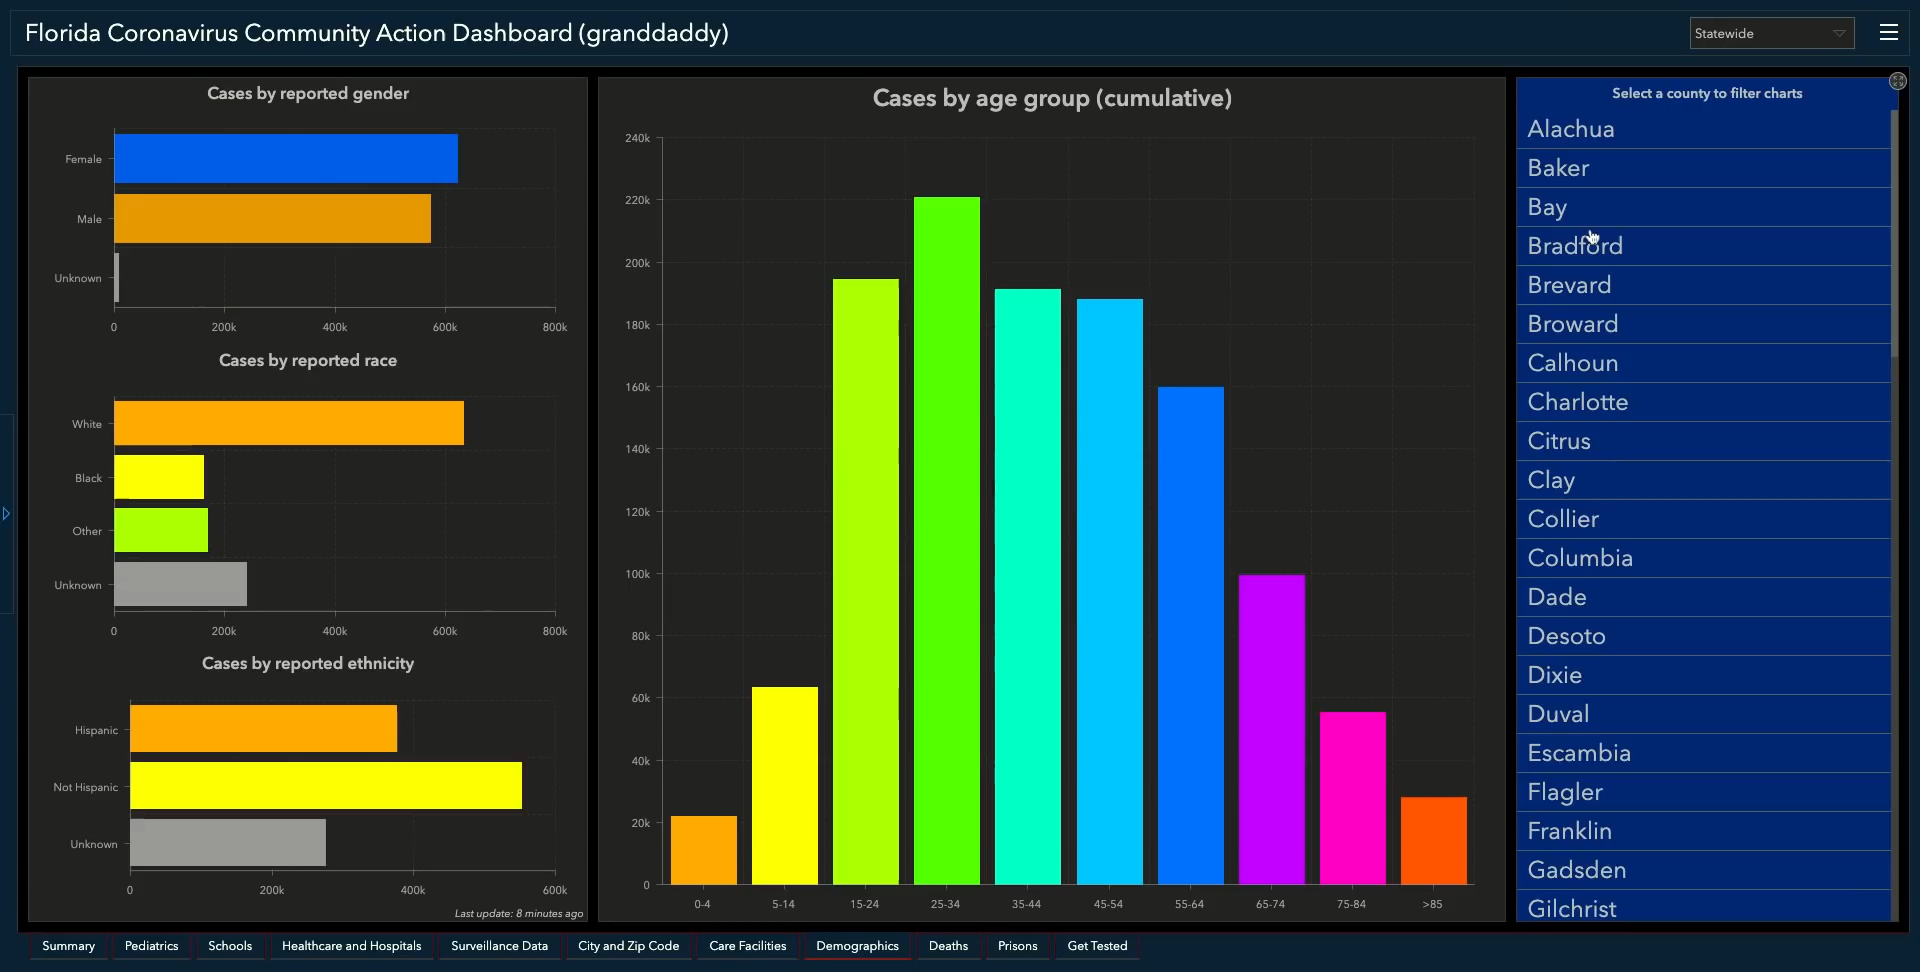 Florida Coronavirus Community Action Dashboard (granddaddy)
Statewide
Cases by reported gender
Female
Male
Unknown
0 200k 400k 600k 800k
Cases by reported race
White
Black
Other
Unknown
0 200k 400k 600k 800k
Cases by reported ethnicity
Hispanic
Not Hispanic
Unknown
0 200k 400k 600k
Last update: 8 minutes ago
Cases by age group (cumulative)
240k
220k
200k
180k
160k
140k
120k
100k
80k
60k
40k
20k
0
0-4 5-14 15-24 25-34 35-44 45-54 55-64 65-74 75-84 >85
Select a county to filter charts
Alachua
Baker
Bay
Bradford
Brevard
Broward
Calhoun
Charlotte
Citrus
Clay
Collier
Columbia
Dade
Desoto
Dixie
Duval
Escambia
Flagler
Franklin
Gadsden
Gilchrist
Summary Pediatrics Schools Healthcare and Hospitals Surveillance Data City and Zip Code Care Facilities Demographics Deaths Prisons Get Tested